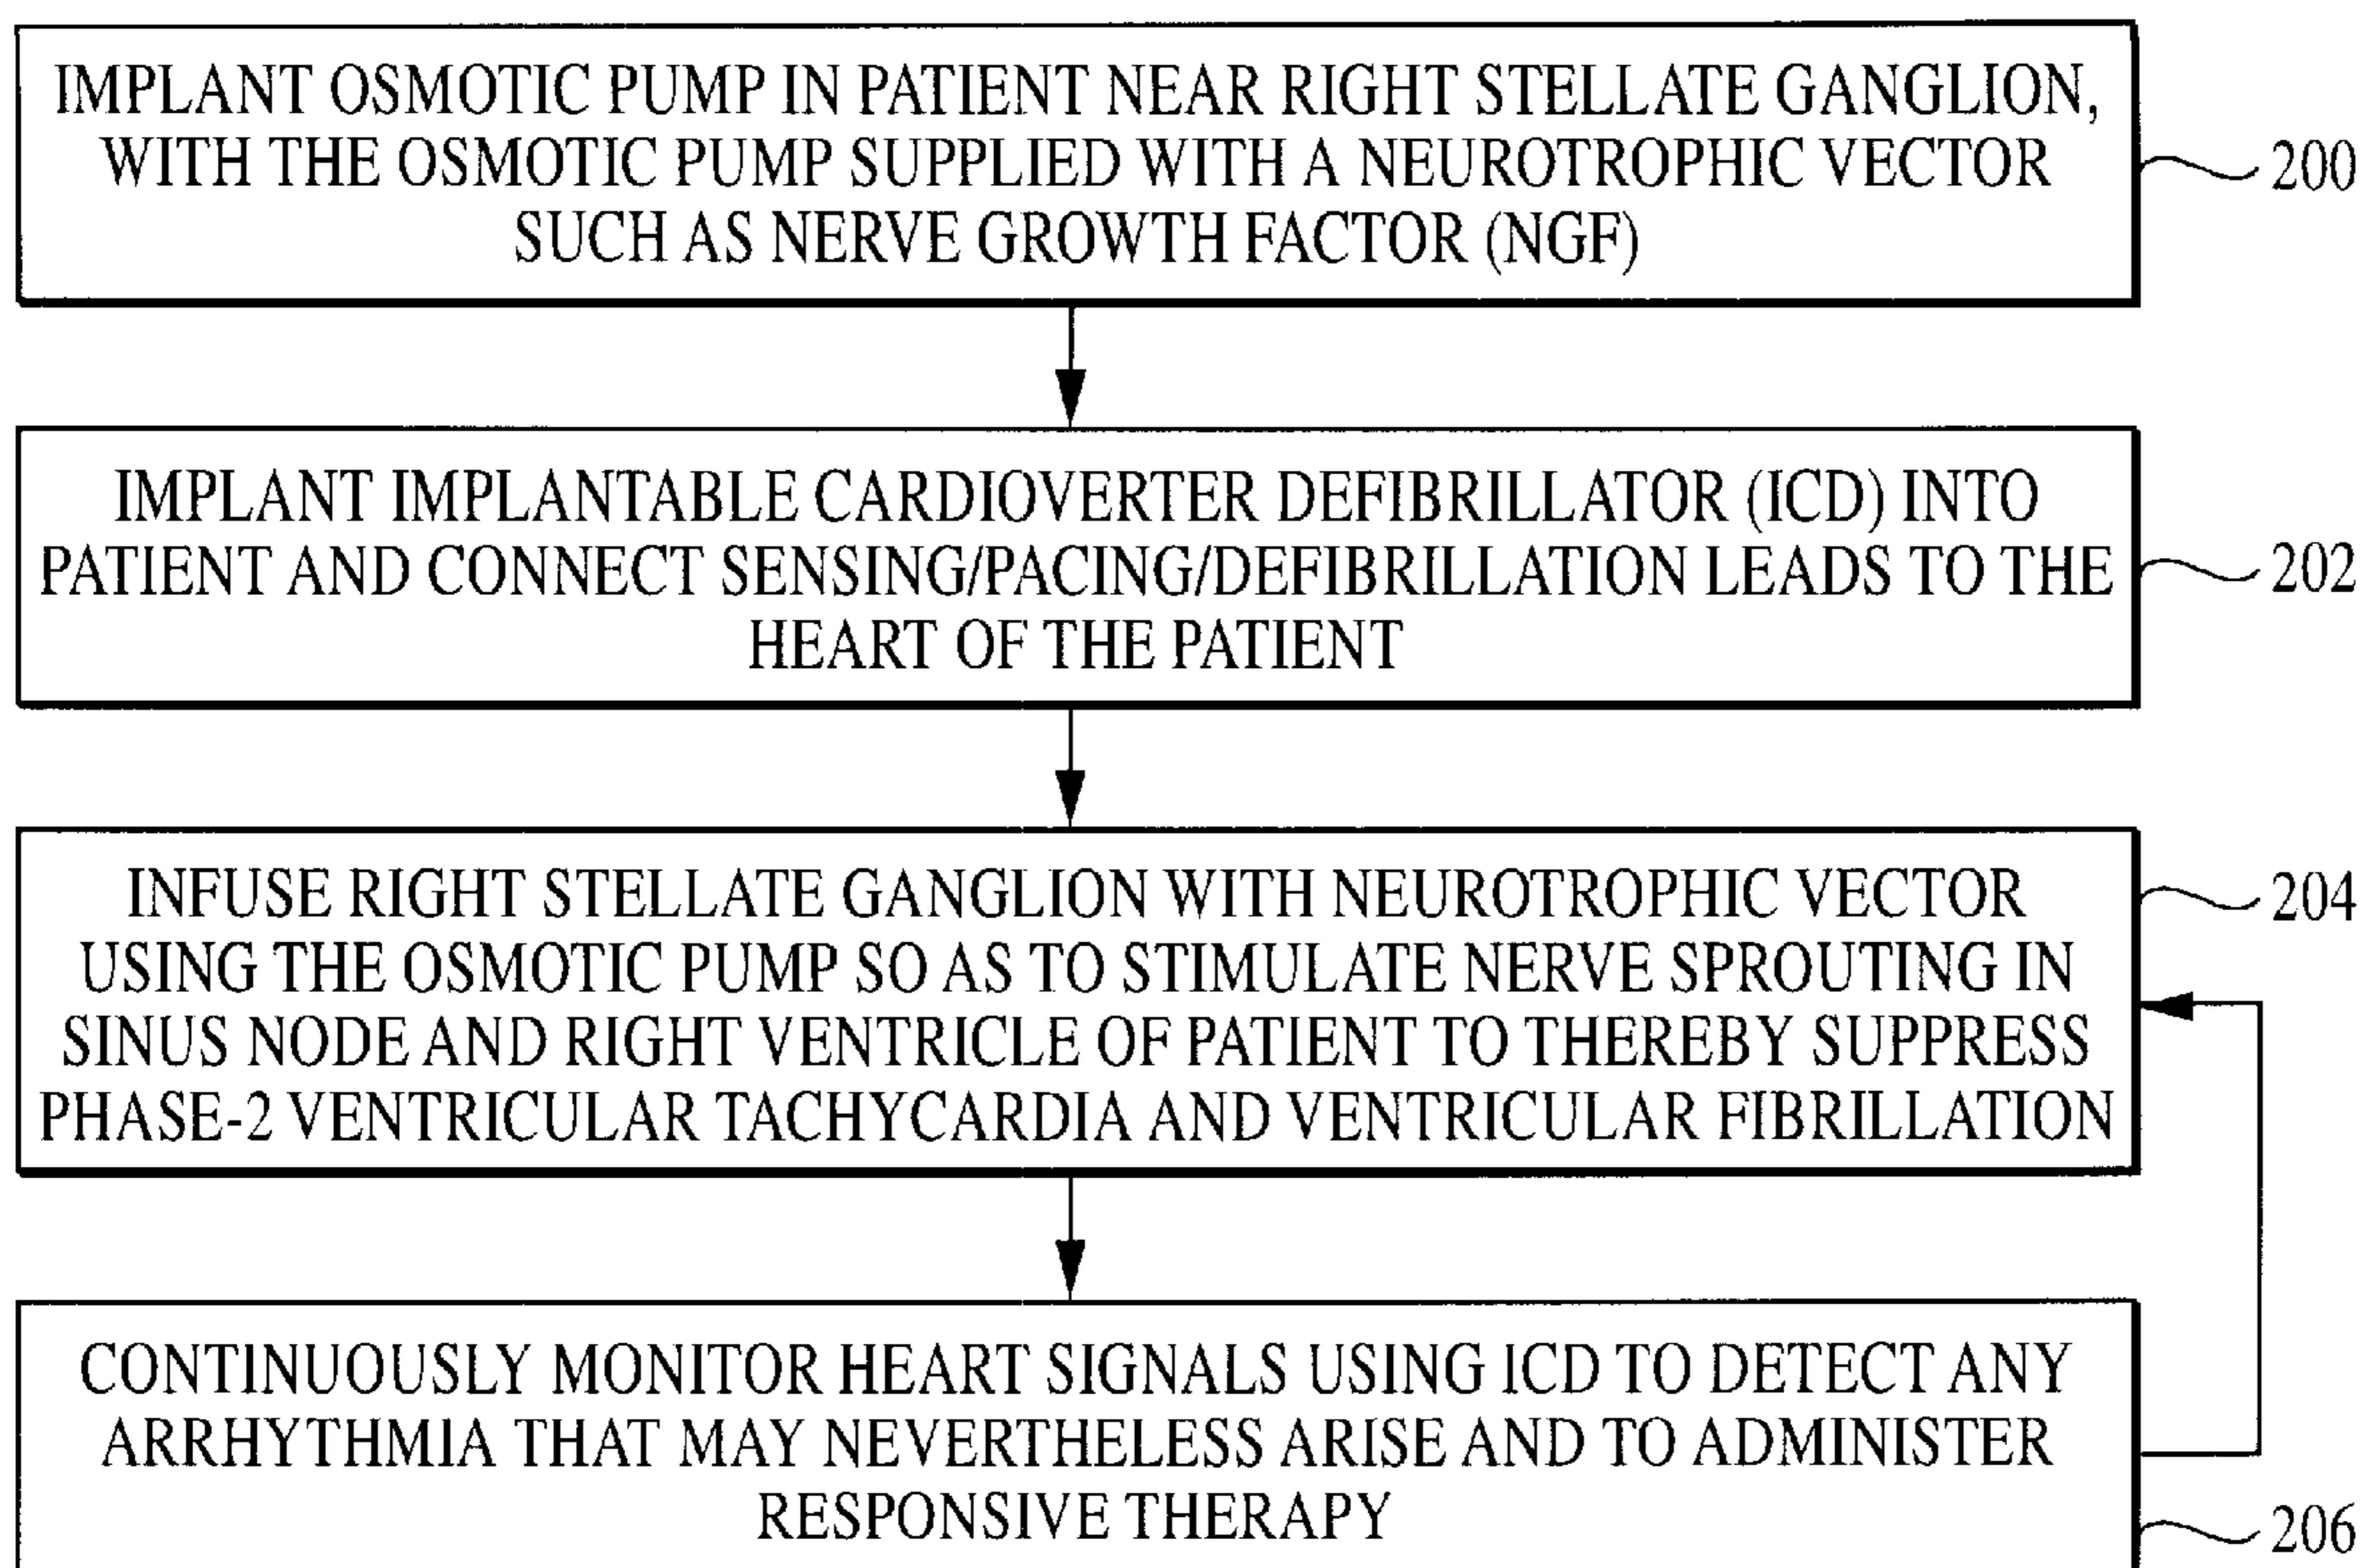 IMPLANT OSMOTIC PUMP IN PATIENT NEAR RIGHT STELLATE GANGLION,
WITH THE OSMOTIC PUMP SUPPLIED WITH A NEUROTROPHIC VECTOR
SUCH AS NERVE GROWTH FACTOR (NGF)
200
IMPLANT IMPLANTABLE CARDIOVERTER DEFIBRILLATOR (ICD) INTO
PATIENT AND CONNECT SENSING/PACING/DEFIBRILLATION LEADS TO THE
HEART OF THE PATIENT
202
INFUSE RIGHT STELLATE GANGLION WITH NEUROTROPHIC VECTOR
USING THE OSMOTIC PUMP SO AS TO STIMULATE NERVE SPROUTING IN
SINUS NODE AND RIGHT VENTRICLE OF PATIENT TO THEREBY SUPPRESS
PHASE-2 VENTRICULAR TACHYCARDIA AND VENTRICULAR FIBRILLATION
204
CONTINUOUSLY MONITOR HEART SIGNALS USING ICD TO DETECT ANY
ARRHYTHMIA THAT MAY NEVERTHELESS ARISE AND TO ADMINISTER
RESPONSIVE THERAPY
206